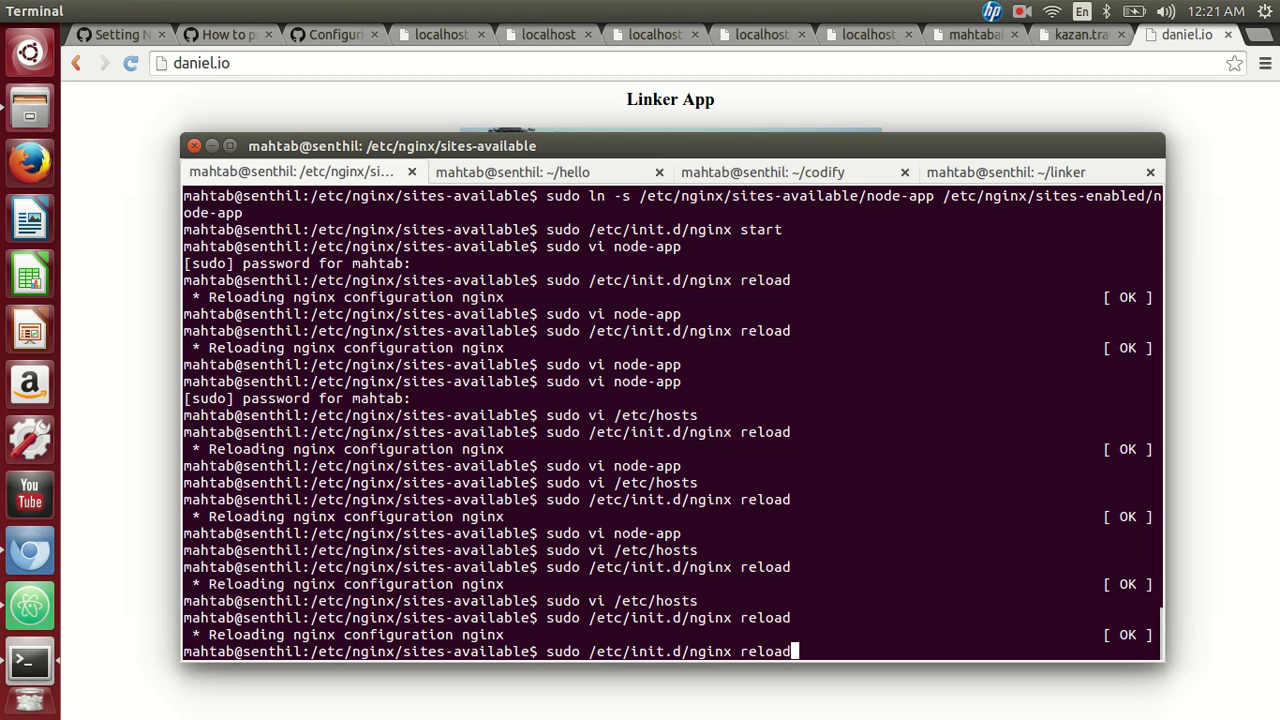 Terminal
En
12:21 AM
Setting N
How to p
Configuri
localhost
localhost
localhost
localhost
localhost
mahtabal
kazan.tra
daniel.io
daniel.io
Linker App
mahtab@senthil: /etc/nginx/sites-available
mahtab@senthil: /etc/nginx/si...
mahtab@senthil: ~/hello
mahtab@senthil: ~/codify
mahtab@senthil: ~/linker
mahtab@senthil:/etc/nginx/sites-available$ sudo ln -s /etc/nginx/sites-available/node-app /etc/nginx/sites-enabled/n
ode-app
mahtab@senthil:/etc/nginx/sites-available$ sudo /etc/init.d/nginx start
mahtab@senthil:/etc/nginx/sites-available$ sudo vi node-app
[sudo] password for mahtab:
mahtab@senthil:/etc/nginx/sites-available$ sudo /etc/init.d/nginx reload
* Reloading nginx configuration nginx [ OK ]
mahtab@senthil:/etc/nginx/sites-available$ sudo vi node-app
mahtab@senthil:/etc/nginx/sites-available$ sudo /etc/init.d/nginx reload
* Reloading nginx configuration nginx [ OK ]
mahtab@senthil:/etc/nginx/sites-available$ sudo vi node-app
mahtab@senthil:/etc/nginx/sites-available$ sudo vi node-app
[sudo] password for mahtab:
mahtab@senthil:/etc/nginx/sites-available$ sudo vi /etc/hosts
mahtab@senthil:/etc/nginx/sites-available$ sudo /etc/init.d/nginx reload
* Reloading nginx configuration nginx [ OK ]
mahtab@senthil:/etc/nginx/sites-available$ sudo vi node-app
mahtab@senthil:/etc/nginx/sites-available$ sudo vi /etc/hosts
mahtab@senthil:/etc/nginx/sites-available$ sudo /etc/init.d/nginx reload
* Reloading nginx configuration nginx [ OK ]
mahtab@senthil:/etc/nginx/sites-available$ sudo vi node-app
mahtab@senthil:/etc/nginx/sites-available$ sudo vi /etc/hosts
mahtab@senthil:/etc/nginx/sites-available$ sudo /etc/init.d/nginx reload
* Reloading nginx configuration nginx [ OK ]
mahtab@senthil:/etc/nginx/sites-available$ sudo vi /etc/hosts
mahtab@senthil:/etc/nginx/sites-available$ sudo /etc/init.d/nginx reload
* Reloading nginx configuration nginx [ OK ]
mahtab@senthil:/etc/nginx/sites-available$ sudo /etc/init.d/nginx reload
You
Tube